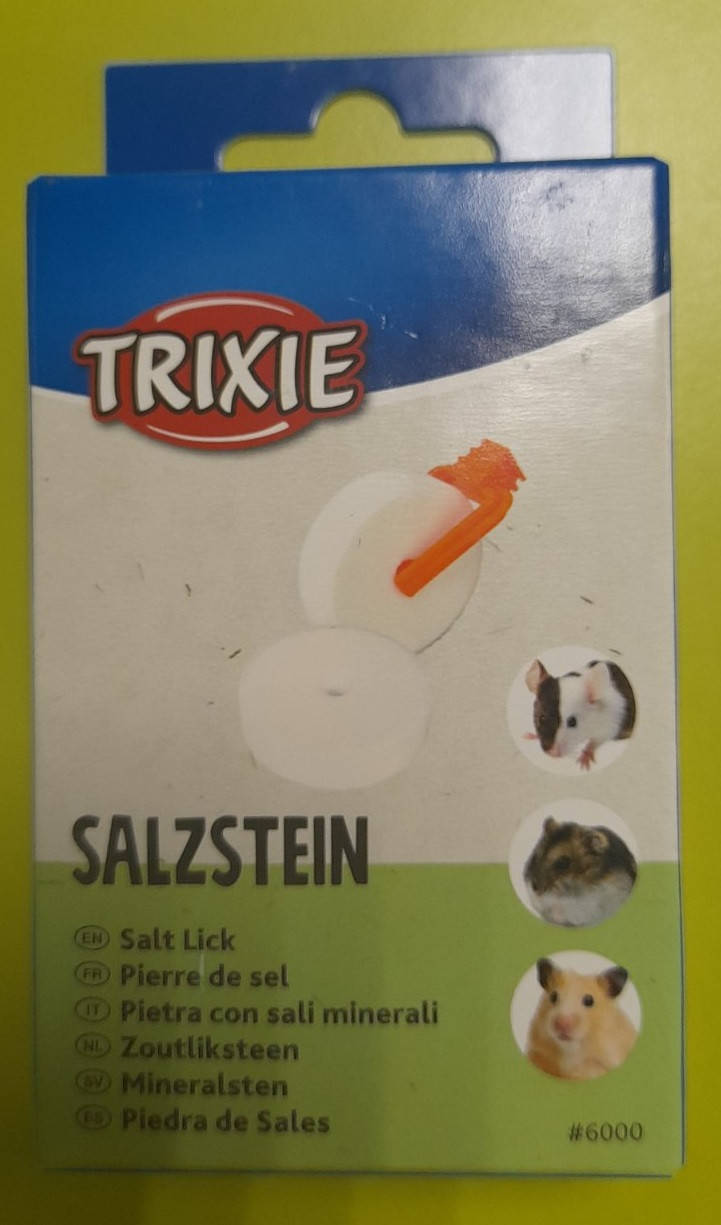 TRIXIE
SALZSTEIN
EN Salt Lick
FR Pierre de sel
IT Pietra con sali minerali
NL Zoutliksteen
SV Mineralsten
ES Piedra de Sales
#6000